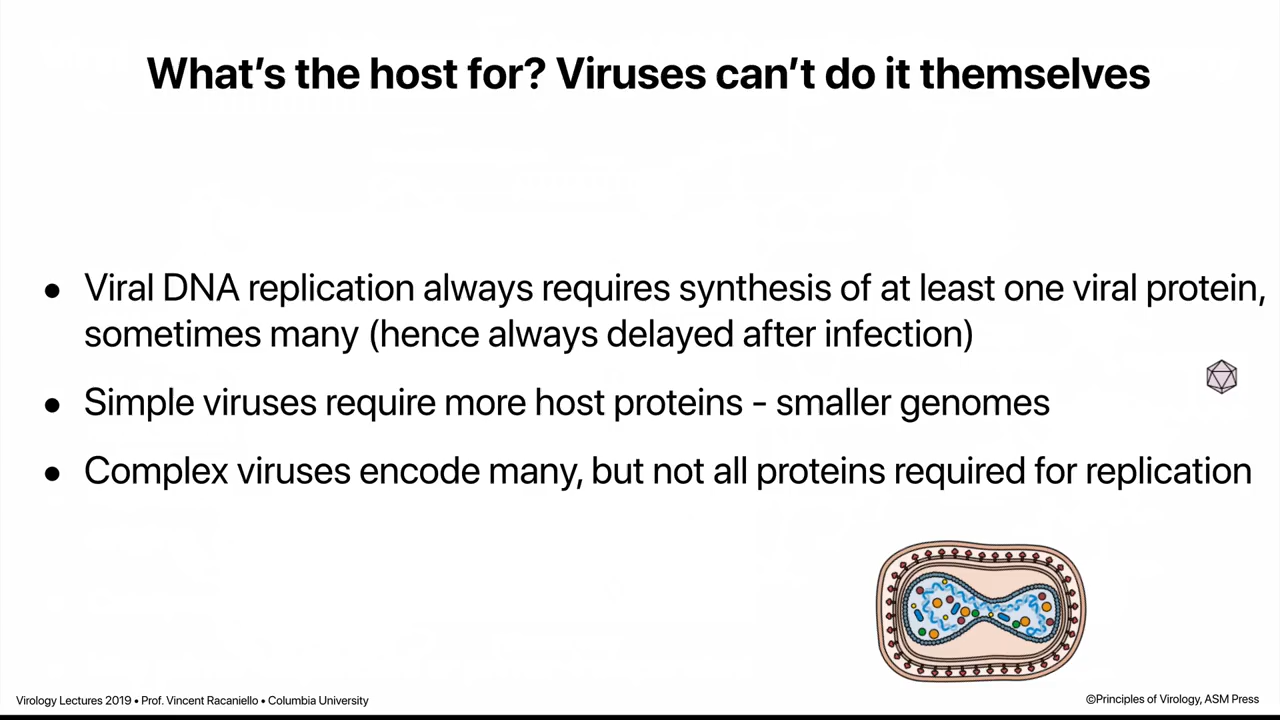 What’s the host for? Viruses can’t do it themselves
• Viral DNA replication always requires synthesis of at least one viral protein,
sometimes many (hence always delayed after infection)
• Simple viruses require more host proteins - smaller genomes
• Complex viruses encode many, but not all proteins required for replication
Virology Lectures 2019 • Prof. Vincent Racaniello • Columbia University
©Principles of Virology, ASM Press